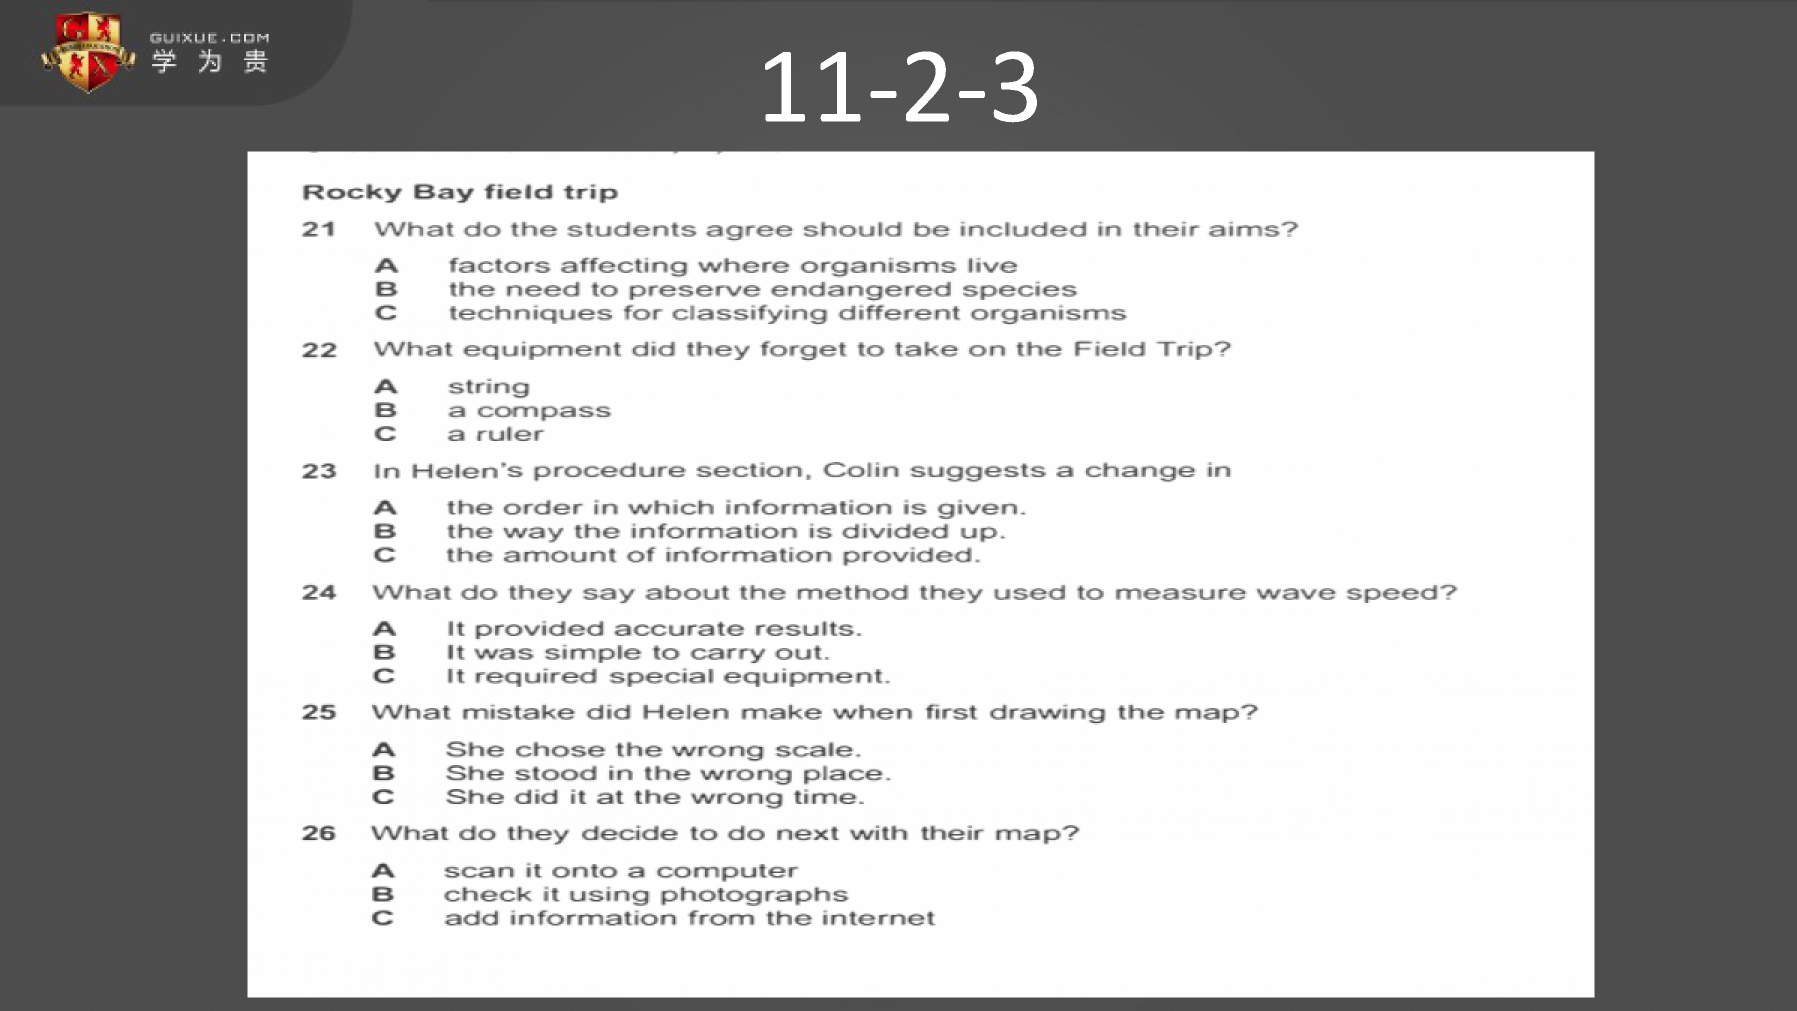 GUIXUE.COM
学为贵
11-2-3
Rocky Bay field trip
21 What do the students agree should be included in their aims?
A factors affecting where organisms live
B the need to preserve endangered species
C techniques for classifying different organisms
22 What equipment did they forget to take on the Field Trip?
A string
B a compass
C a ruler
23 In Helen's procedure section, Colin suggests a change in
A the order in which information is given.
B the way the information is divided up.
C the amount of information provided.
24 What do they say about the method they used to measure wave speed?
A It provided accurate results.
B It was simple to carry out.
C It required special equipment.
25 What mistake did Helen make when first drawing the map?
A She chose the wrong scale.
B She stood in the wrong place.
C She did it at the wrong time.
26 What do they decide to do next with their map?
A scan it onto a computer
B check it using photographs
C add information from the internet